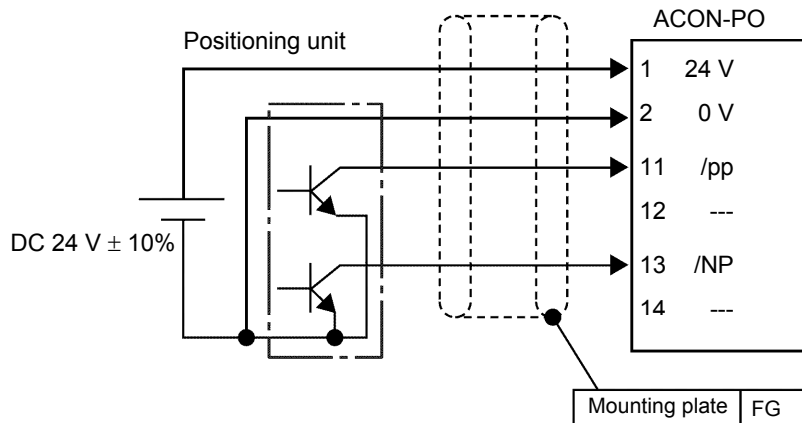 ACON-PO
Positioning unit
1 24 V
2 0 V
11 /pp
12 ---
DC 24 V ± 10%
13 /NP
14 ---
Mounting plate FG